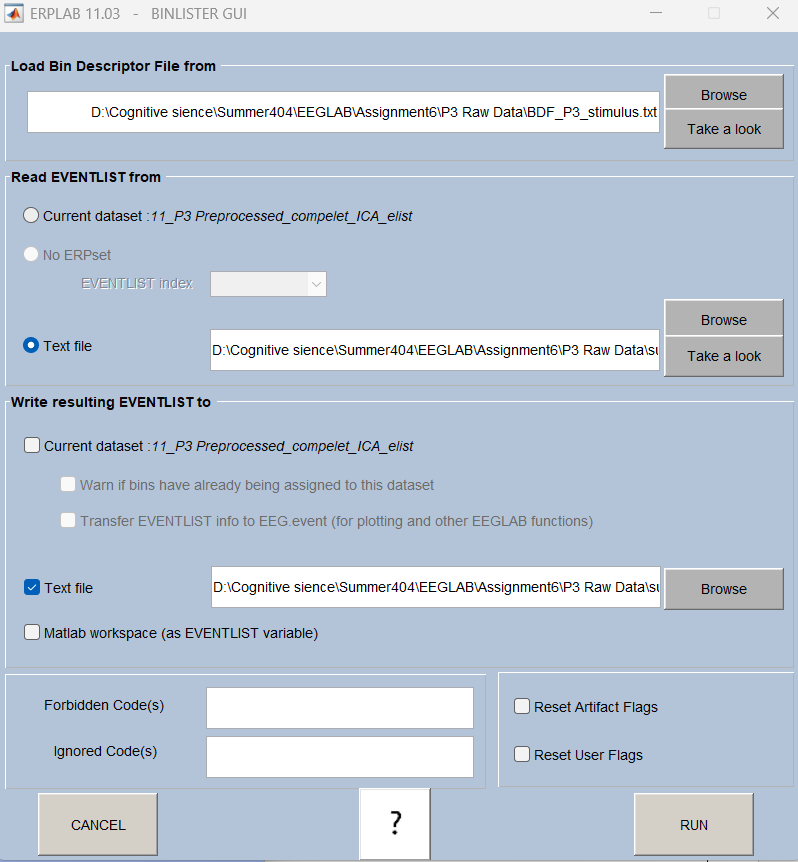 ERPLAB 11.03 - BINLISTER GUI
Load Bin Descriptor File from
D:\Cognitive sience\Summer404\EEGLAB\Assignment6\P3 Raw Data\BDF_P3_stimulus.txt
Browse
Take a look
Read EVENTLIST from
Current dataset :11_P3 Preprocessed_compelet_ICA_elist
No ERPset
EVENTLIST index
Browse
Text file
D:\Cognitive sience\Summer404\EEGLAB\Assignment6\P3 Raw Data\su
Take a look
Write resulting EVENTLIST to
Current dataset :11_P3 Preprocessed_compelet_ICA_elist
Warn if bins have already being assigned to this dataset
Transfer EVENTLIST info to EEG.event (for plotting and other EEGLAB functions)
Text file
D:\Cognitive sience\Summer404\EEGLAB\Assignment6\P3 Raw Data\su
Browse
Matlab workspace (as EVENTLIST variable)
Forbidden Code(s)
Ignored Code(s)
Reset Artifact Flags
Reset User Flags
CANCEL
?
RUN